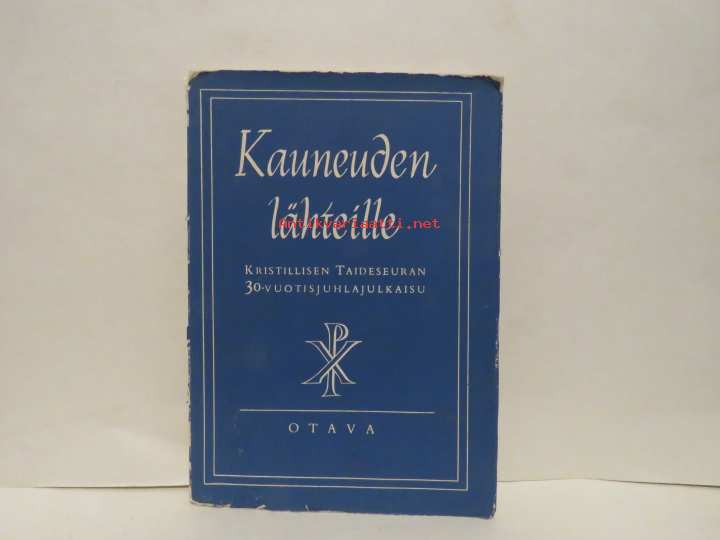 Kauneuden
lähteille
Antikvariaatti.net
KRISTILLISEN TAIDESEURAN
30-VUOTISJUHLAJULKAISU
OTAVA